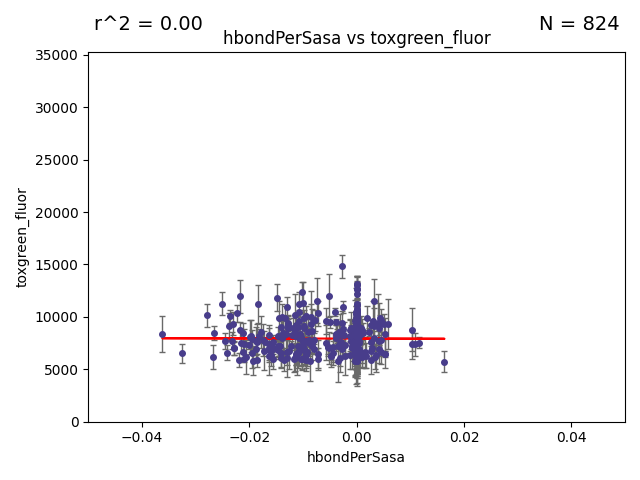 r^2 = 0.00
N = 824
hbondPerSasa vs toxgreen_fluor
35000
30000
25000
20000
15000
10000
5000
0
toxgreen_fluor
−0.04
−0.02
0.00
0.02
0.04
hbondPerSasa